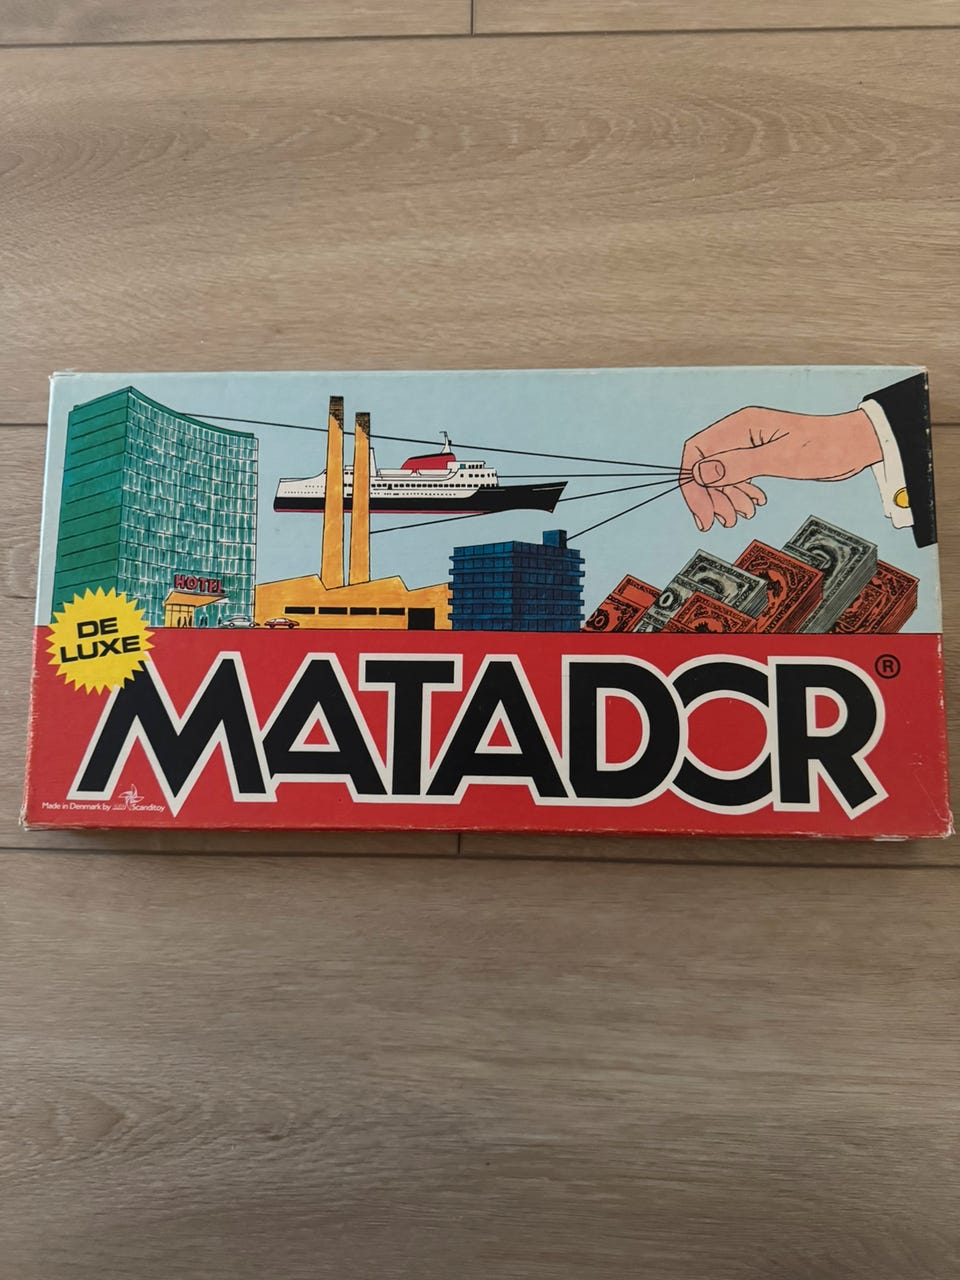 HOTEL
DE
LUXE
MATADOR®
Made in Denmark by Scanditoy